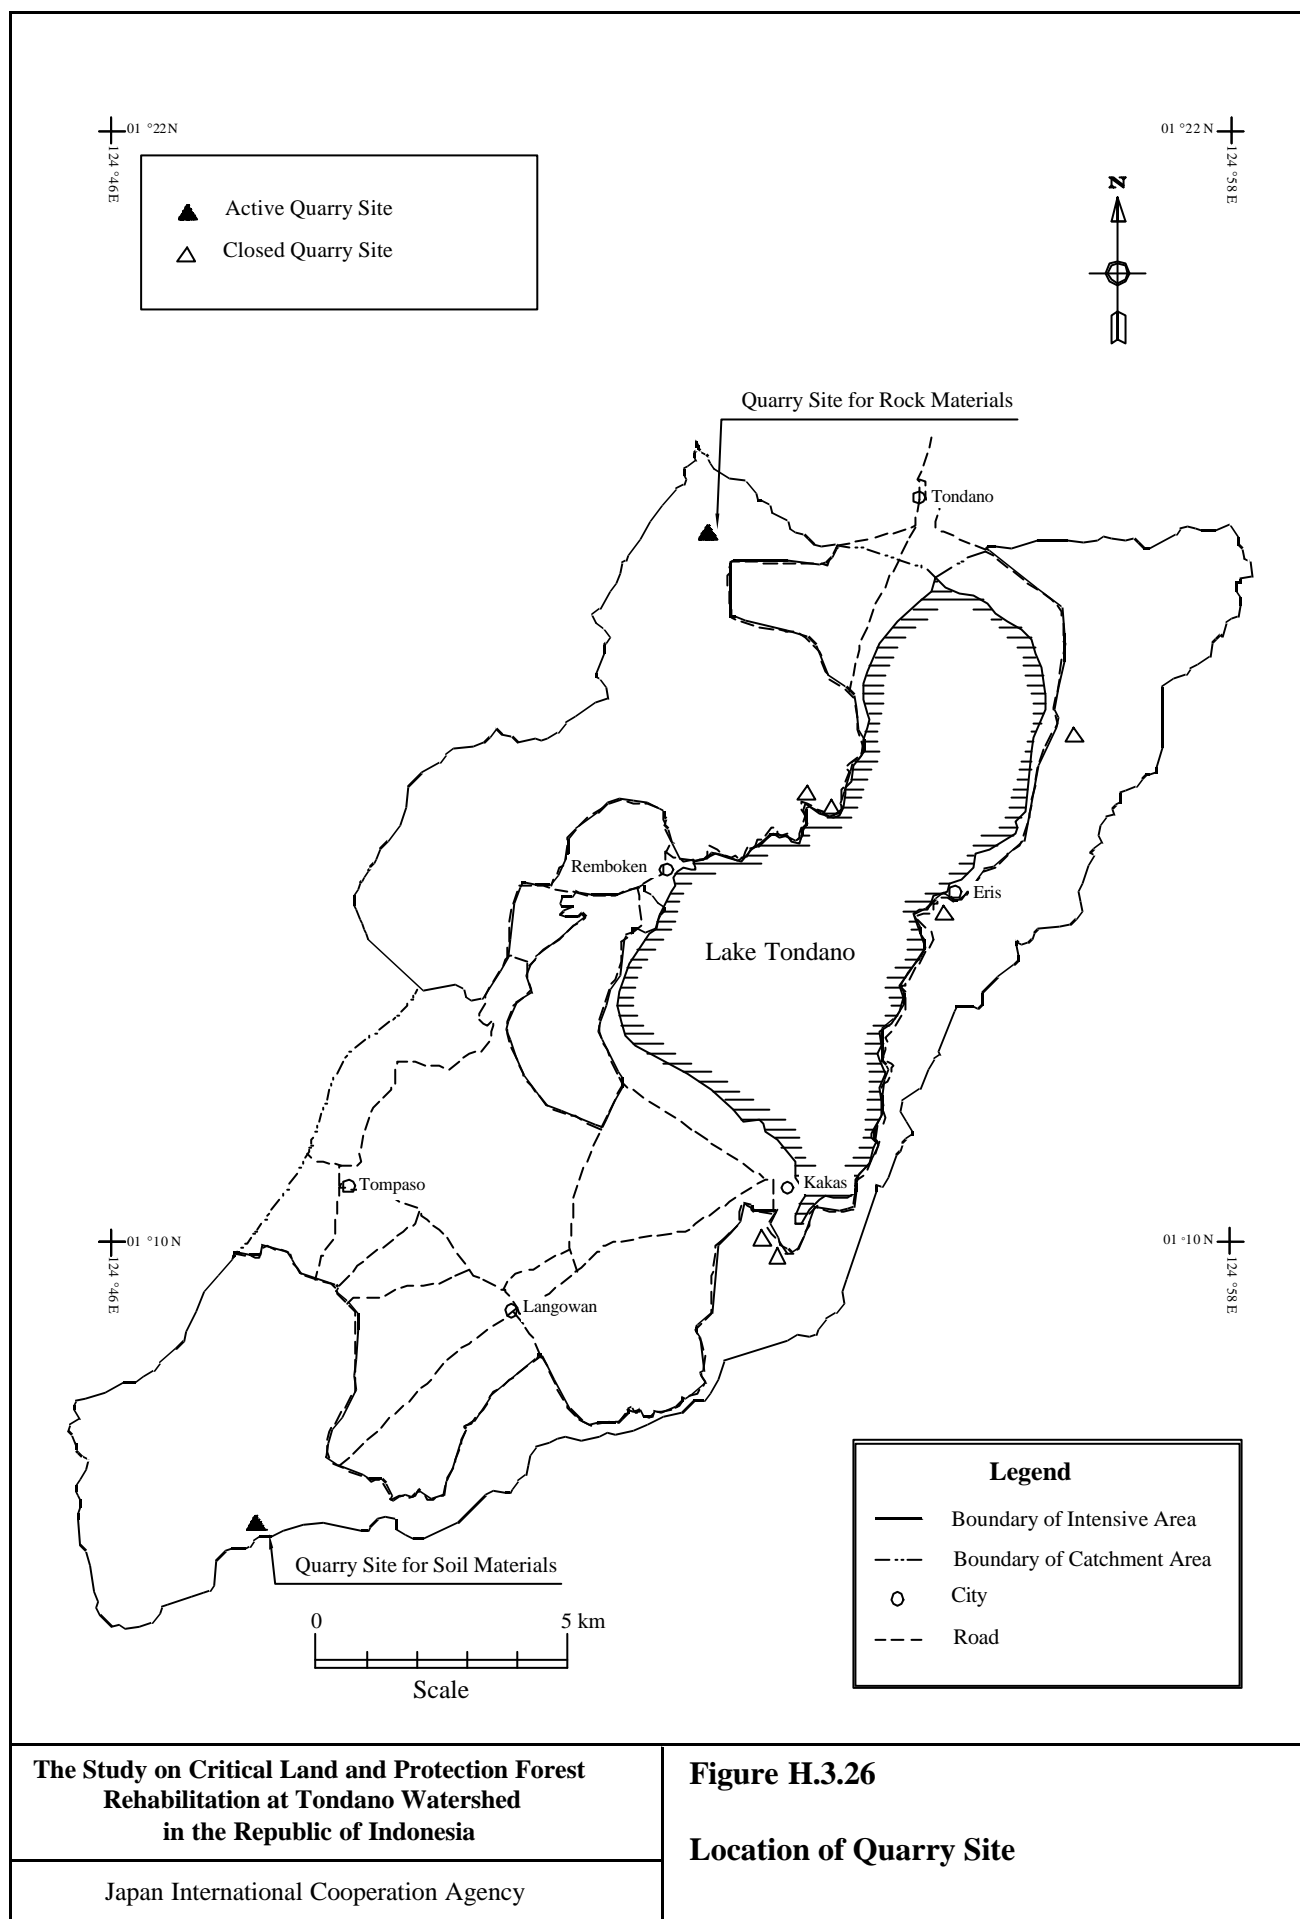 01 °22N
124 °46E
01 °22 N
124 °58E
Active Quarry Site
Closed Quarry Site
N
Quarry Site for Rock Materials
Tondano
Remboken
Eris
Lake Tondano
Tompaso
Kakas
01 °10 N
124 °46E
01 °10 N
124 °58E
Langowan
Legend
Boundary of Intensive Area
Boundary of Catchment Area
City
Road
Quarry Site for Soil Materials
0 5 km
Scale
The Study on Critical Land and Protection Forest
Rehabilitation at Tondano Watershed
in the Republic of Indonesia
Japan International Cooperation Agency
Figure H.3.26
Location of Quarry Site